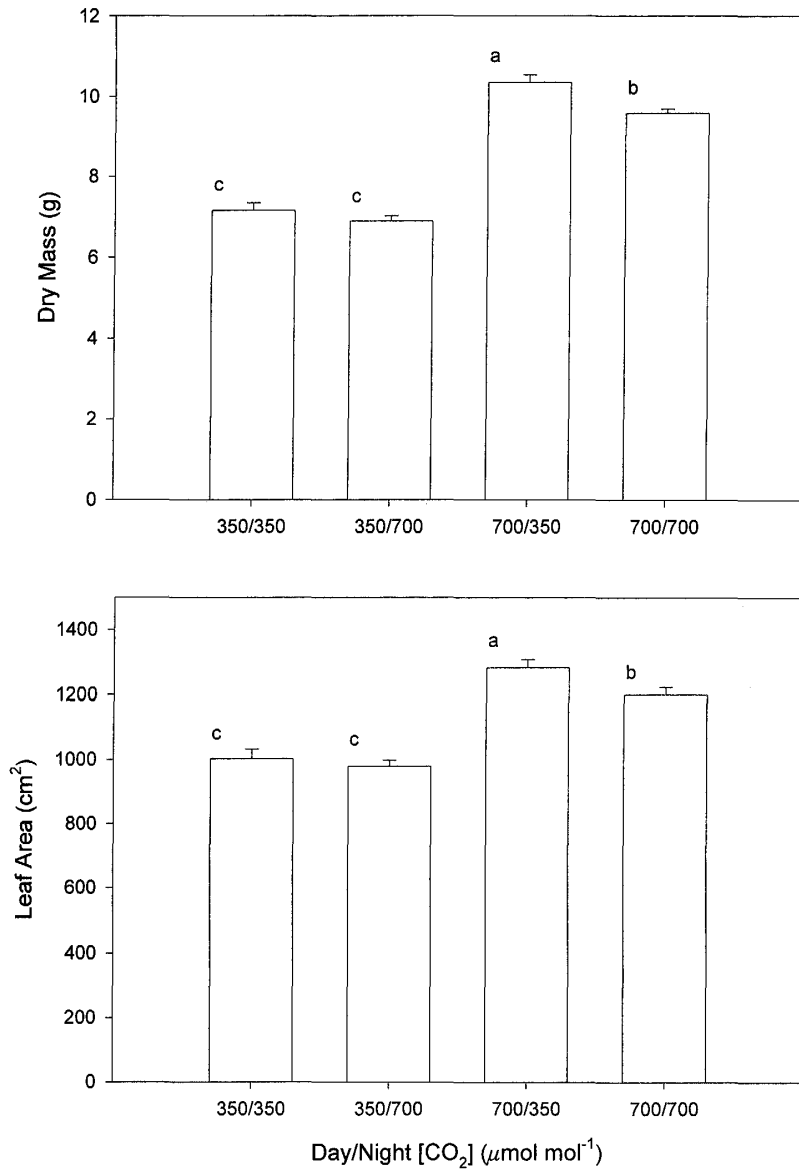 12
10
8
6
4
2
0
Dry Mass (g)
c
c
a
b
350/350 350/700 700/350 700/700
1400
1200
1000
800
600
400
200
0
Leaf Area (cm²)
c
c
a
b
350/350 350/700 700/350 700/700
Day/Night [CO₂] (μmol mol⁻¹)